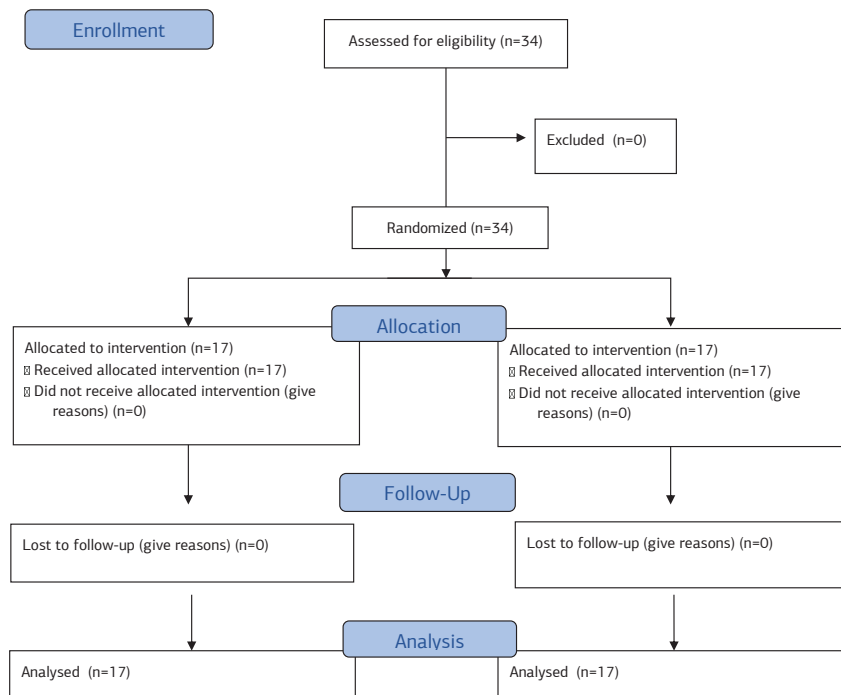 Enrollment
Assessed for eligibility (n=34)
Excluded (n=0)
Randomized (n=34)
Allocation
Allocated to intervention (n=17)
▯ Received allocated intervention (n=17)
▯ Did not receive allocated intervention (give
reasons) (n=0)
Allocated to intervention (n=17)
▯ Received allocated intervention (n=17)
▯ Did not receive allocated intervention (give
reasons) (n=0)
Follow-Up
Lost to follow-up (give reasons) (n=0)
Lost to follow-up (give reasons) (n=0)
Analysis
Analysed (n=17)
Analysed (n=17)